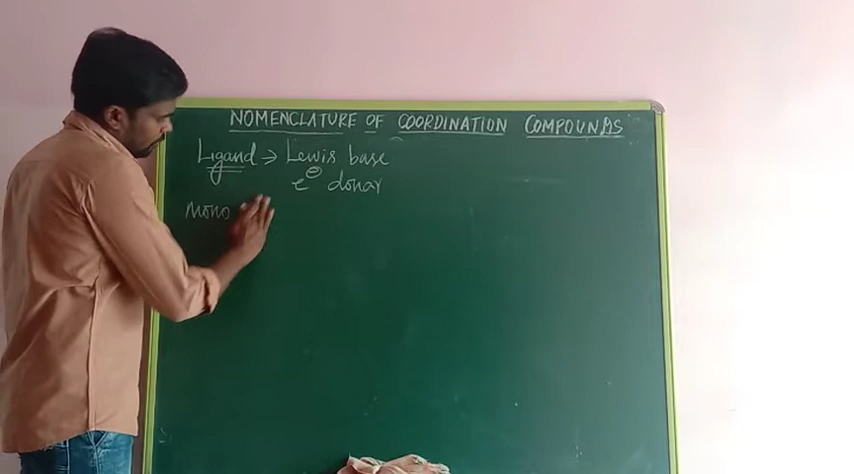 NOMENCLATURE OF COORDINATION COMPOUNDS
Ligand → Lewis base
e⊖ donar
Mono